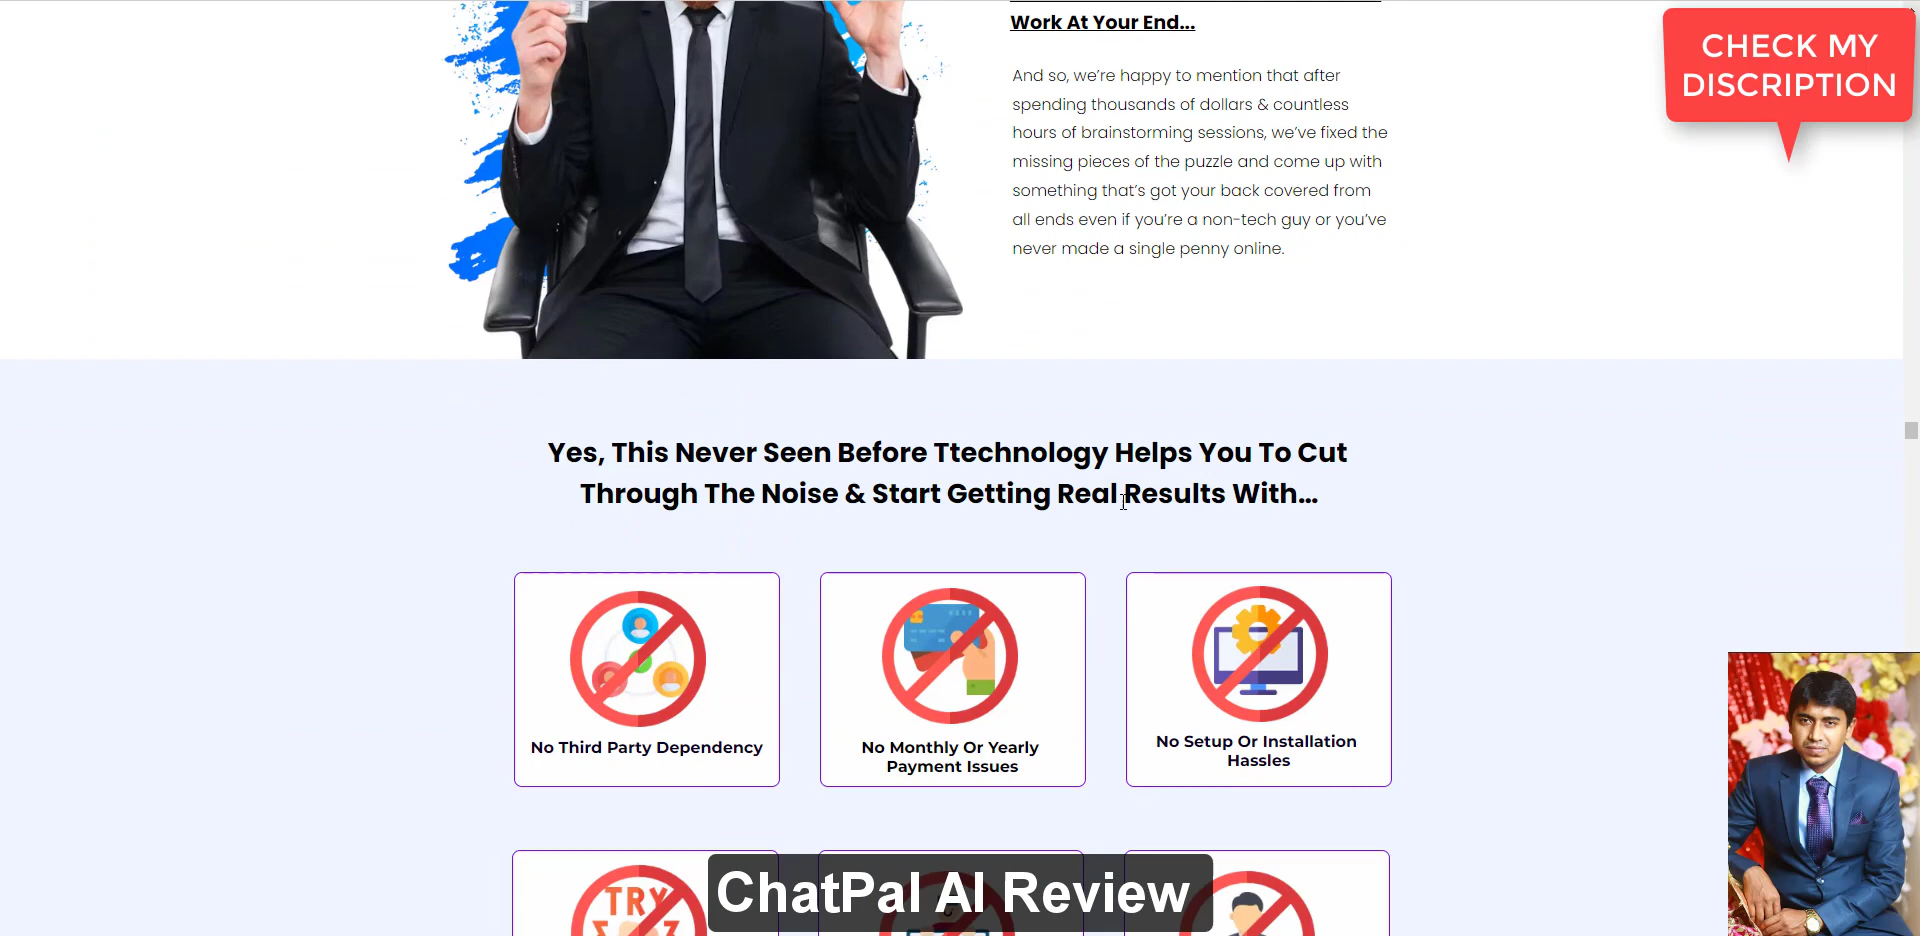 Work At Your End...
CHECK MY
DISCRIPTION
And so, we’re happy to mention that after
spending thousands of dollars & countless
hours of brainstorming sessions, we’ve fixed the
missing pieces of the puzzle and come up with
something that’s got your back covered from
all ends even if you’re a non-tech guy or you’ve
never made a single penny online.
Yes, This Never Seen Before Ttechnology Helps You To Cut
Through The Noise & Start Getting Real Results With...
No Third Party Dependency
No Monthly Or Yearly
Payment Issues
No Setup Or Installation
Hassles
TRY
ChatPal AI Review